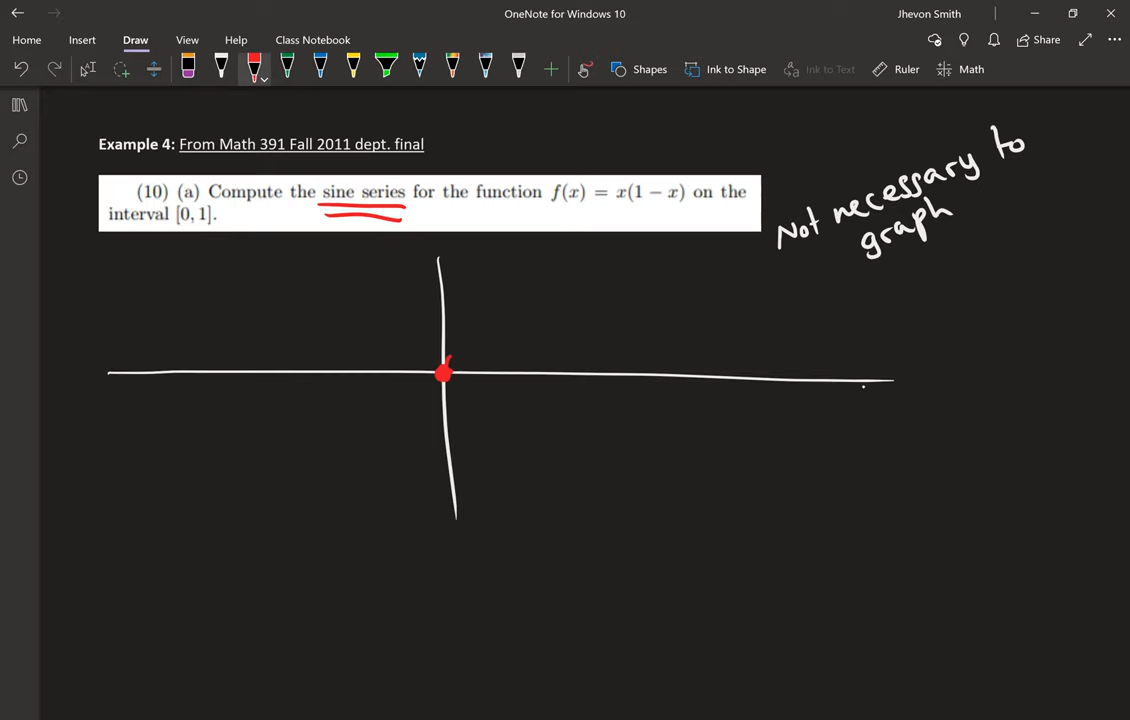 OneNote for Windows 10
Jhevon Smith
Home Insert Draw View Help Class Notebook
Share
Shapes Ink to Shape Ink to Text Ruler Math
Example 4: From Math 391 Fall 2011 dept. final
(10) (a) Compute the sine series for the function f(x) = x(1 − x) on the
interval [0, 1].
Not necessary to
graph